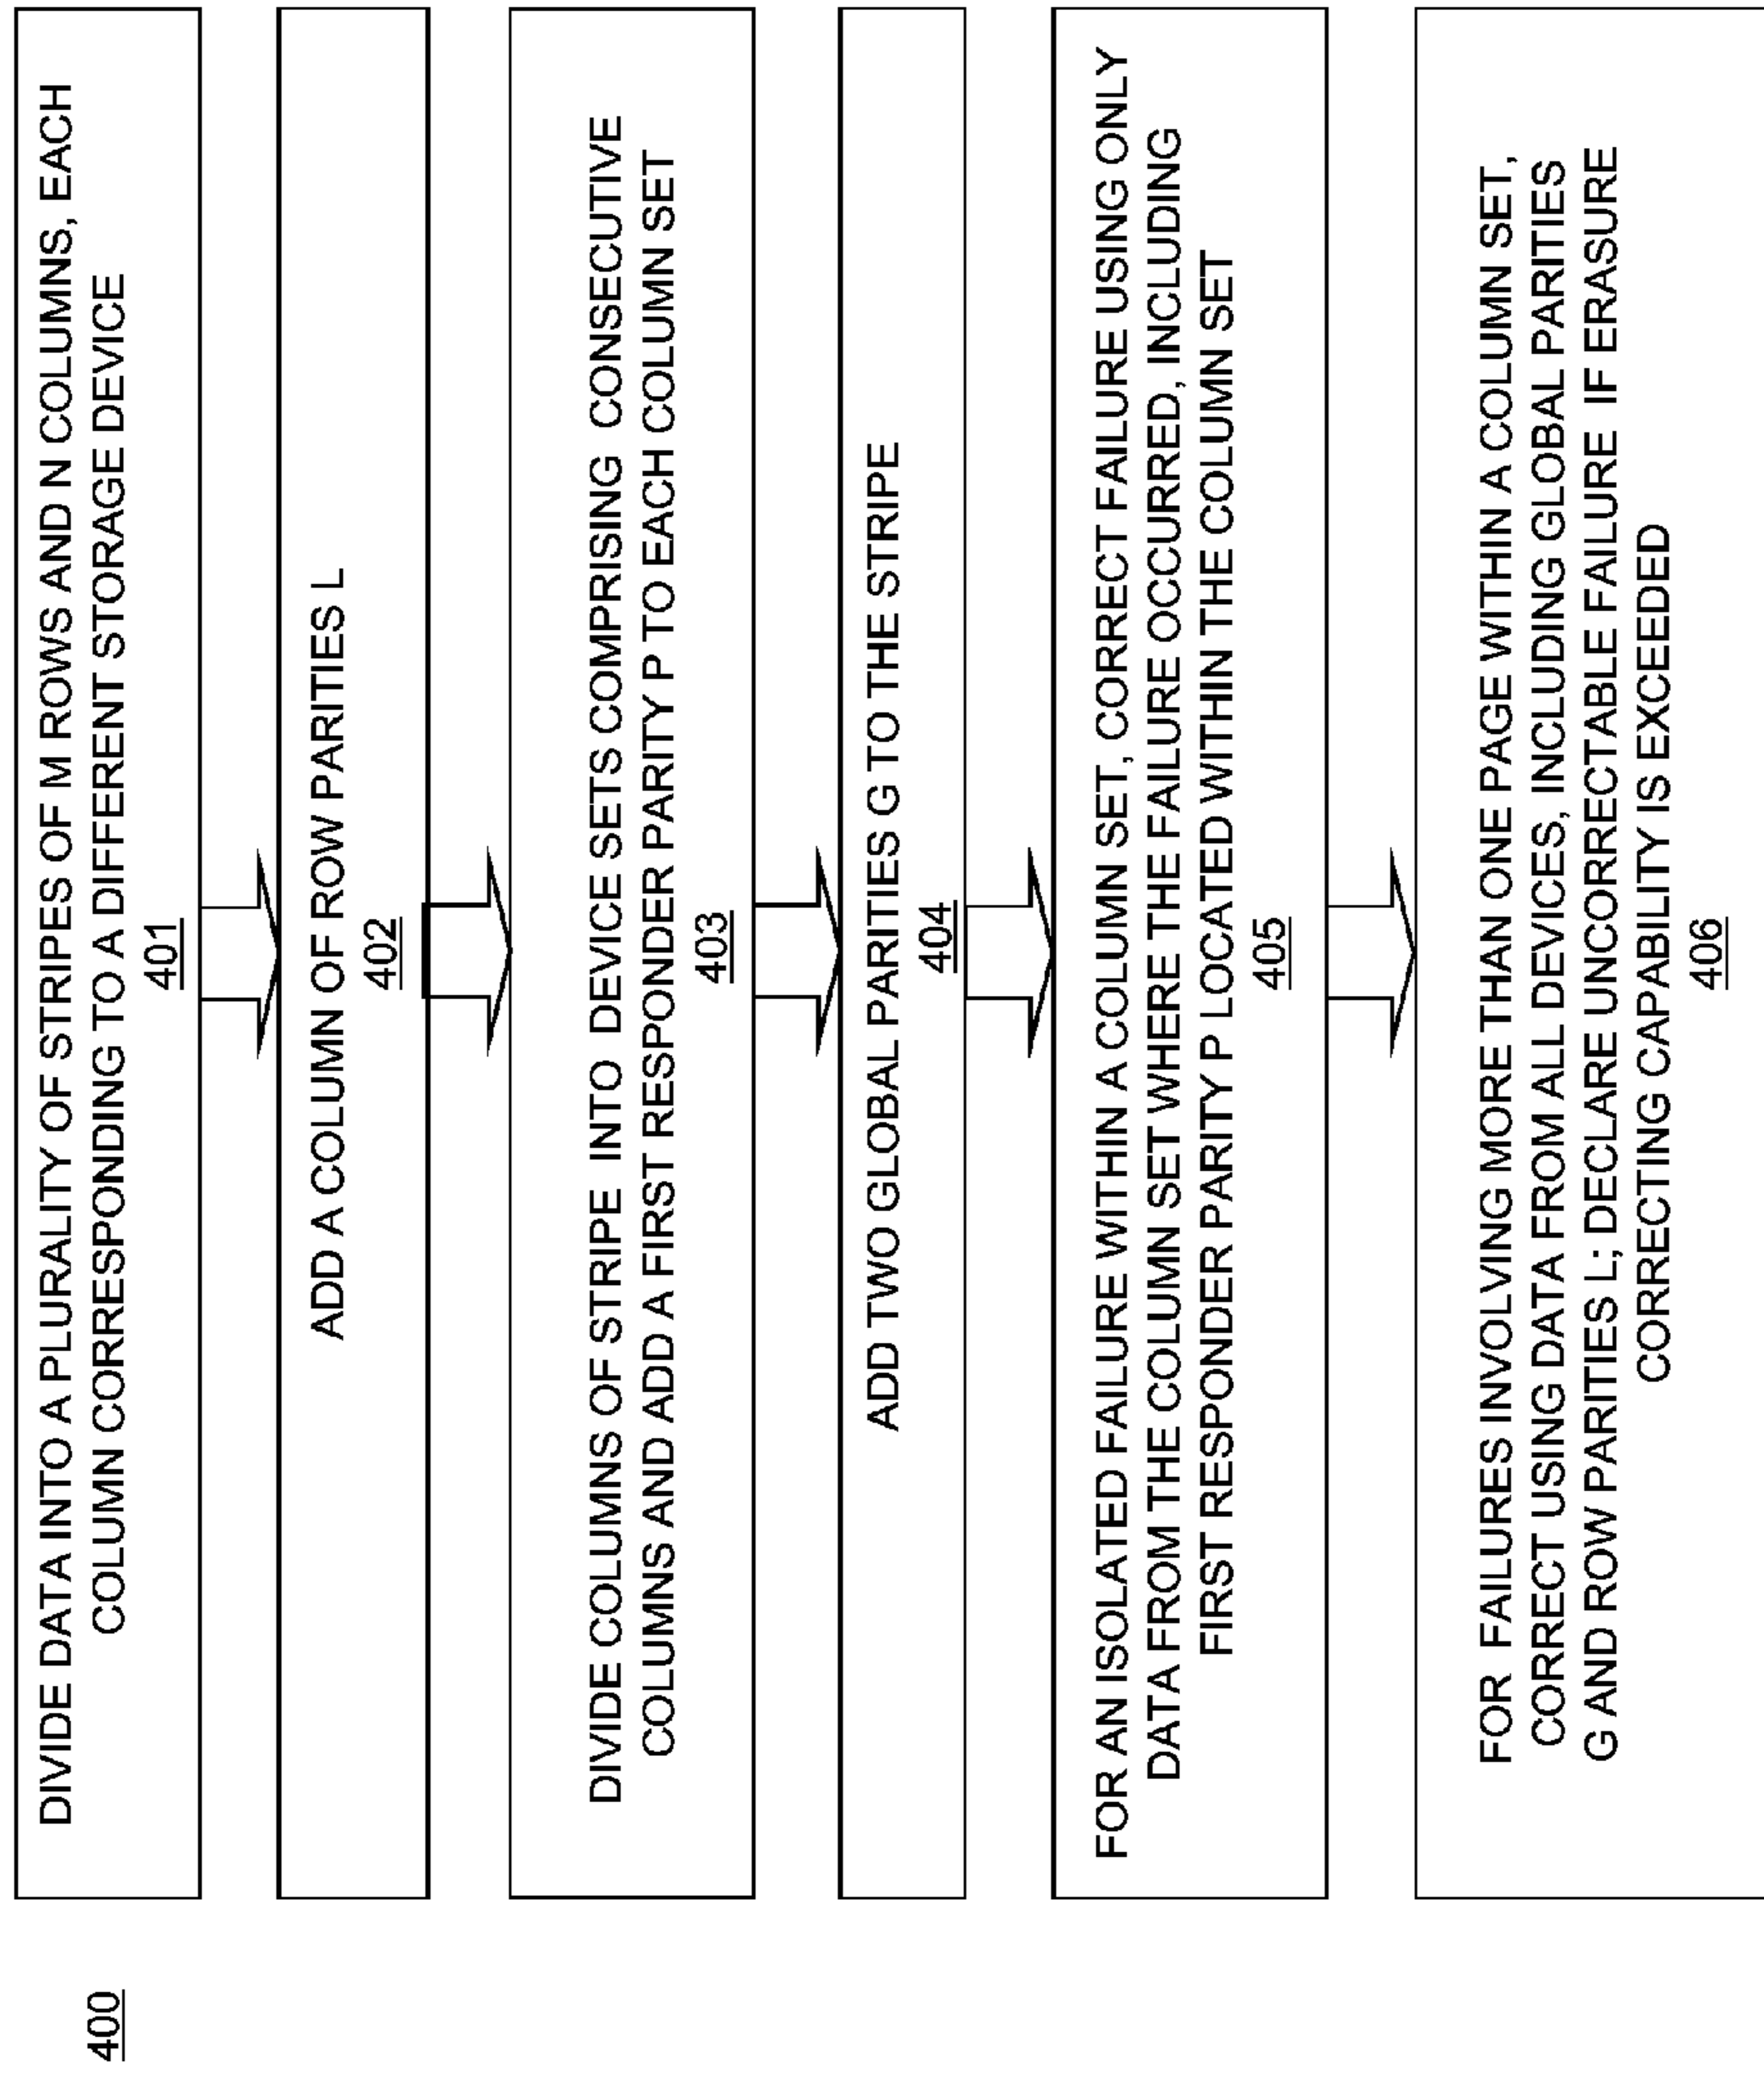 400
DIVIDE DATA INTO A PLURALITY OF STRIPES OF M ROWS AND N COLUMNS, EACH
COLUMN CORRESPONDING TO A DIFFERENT STORAGE DEVICE
401
ADD A COLUMN OF ROW PARITIES L
402
DIVIDE COLUMNS OF STRIPE INTO DEVICE SETS COMPRISING CONSECUTIVE
COLUMNS AND ADD A FIRST RESPONDER PARITY P TO EACH COLUMN SET
403
ADD TWO GLOBAL PARITIES G TO THE STRIPE
404
FOR AN ISOLATED FAILURE WITHIN A COLUMN SET, CORRECT FAILURE USING ONLY
DATA FROM THE COLUMN SET WHERE THE FAILURE OCCURRED, INCLUDING
FIRST RESPONDER PARITY P LOCATED WITHIN THE COLUMN SET
405
FOR FAILURES INVOLVING MORE THAN ONE PAGE WITHIN A COLUMN SET,
CORRECT USING DATA FROM ALL DEVICES, INCLUDING GLOBAL PARITIES
G AND ROW PARITIES L; DECLARE UNCORRECTABLE FAILURE IF ERASURE
CORRECTING CAPABILITY IS EXCEEDED
406